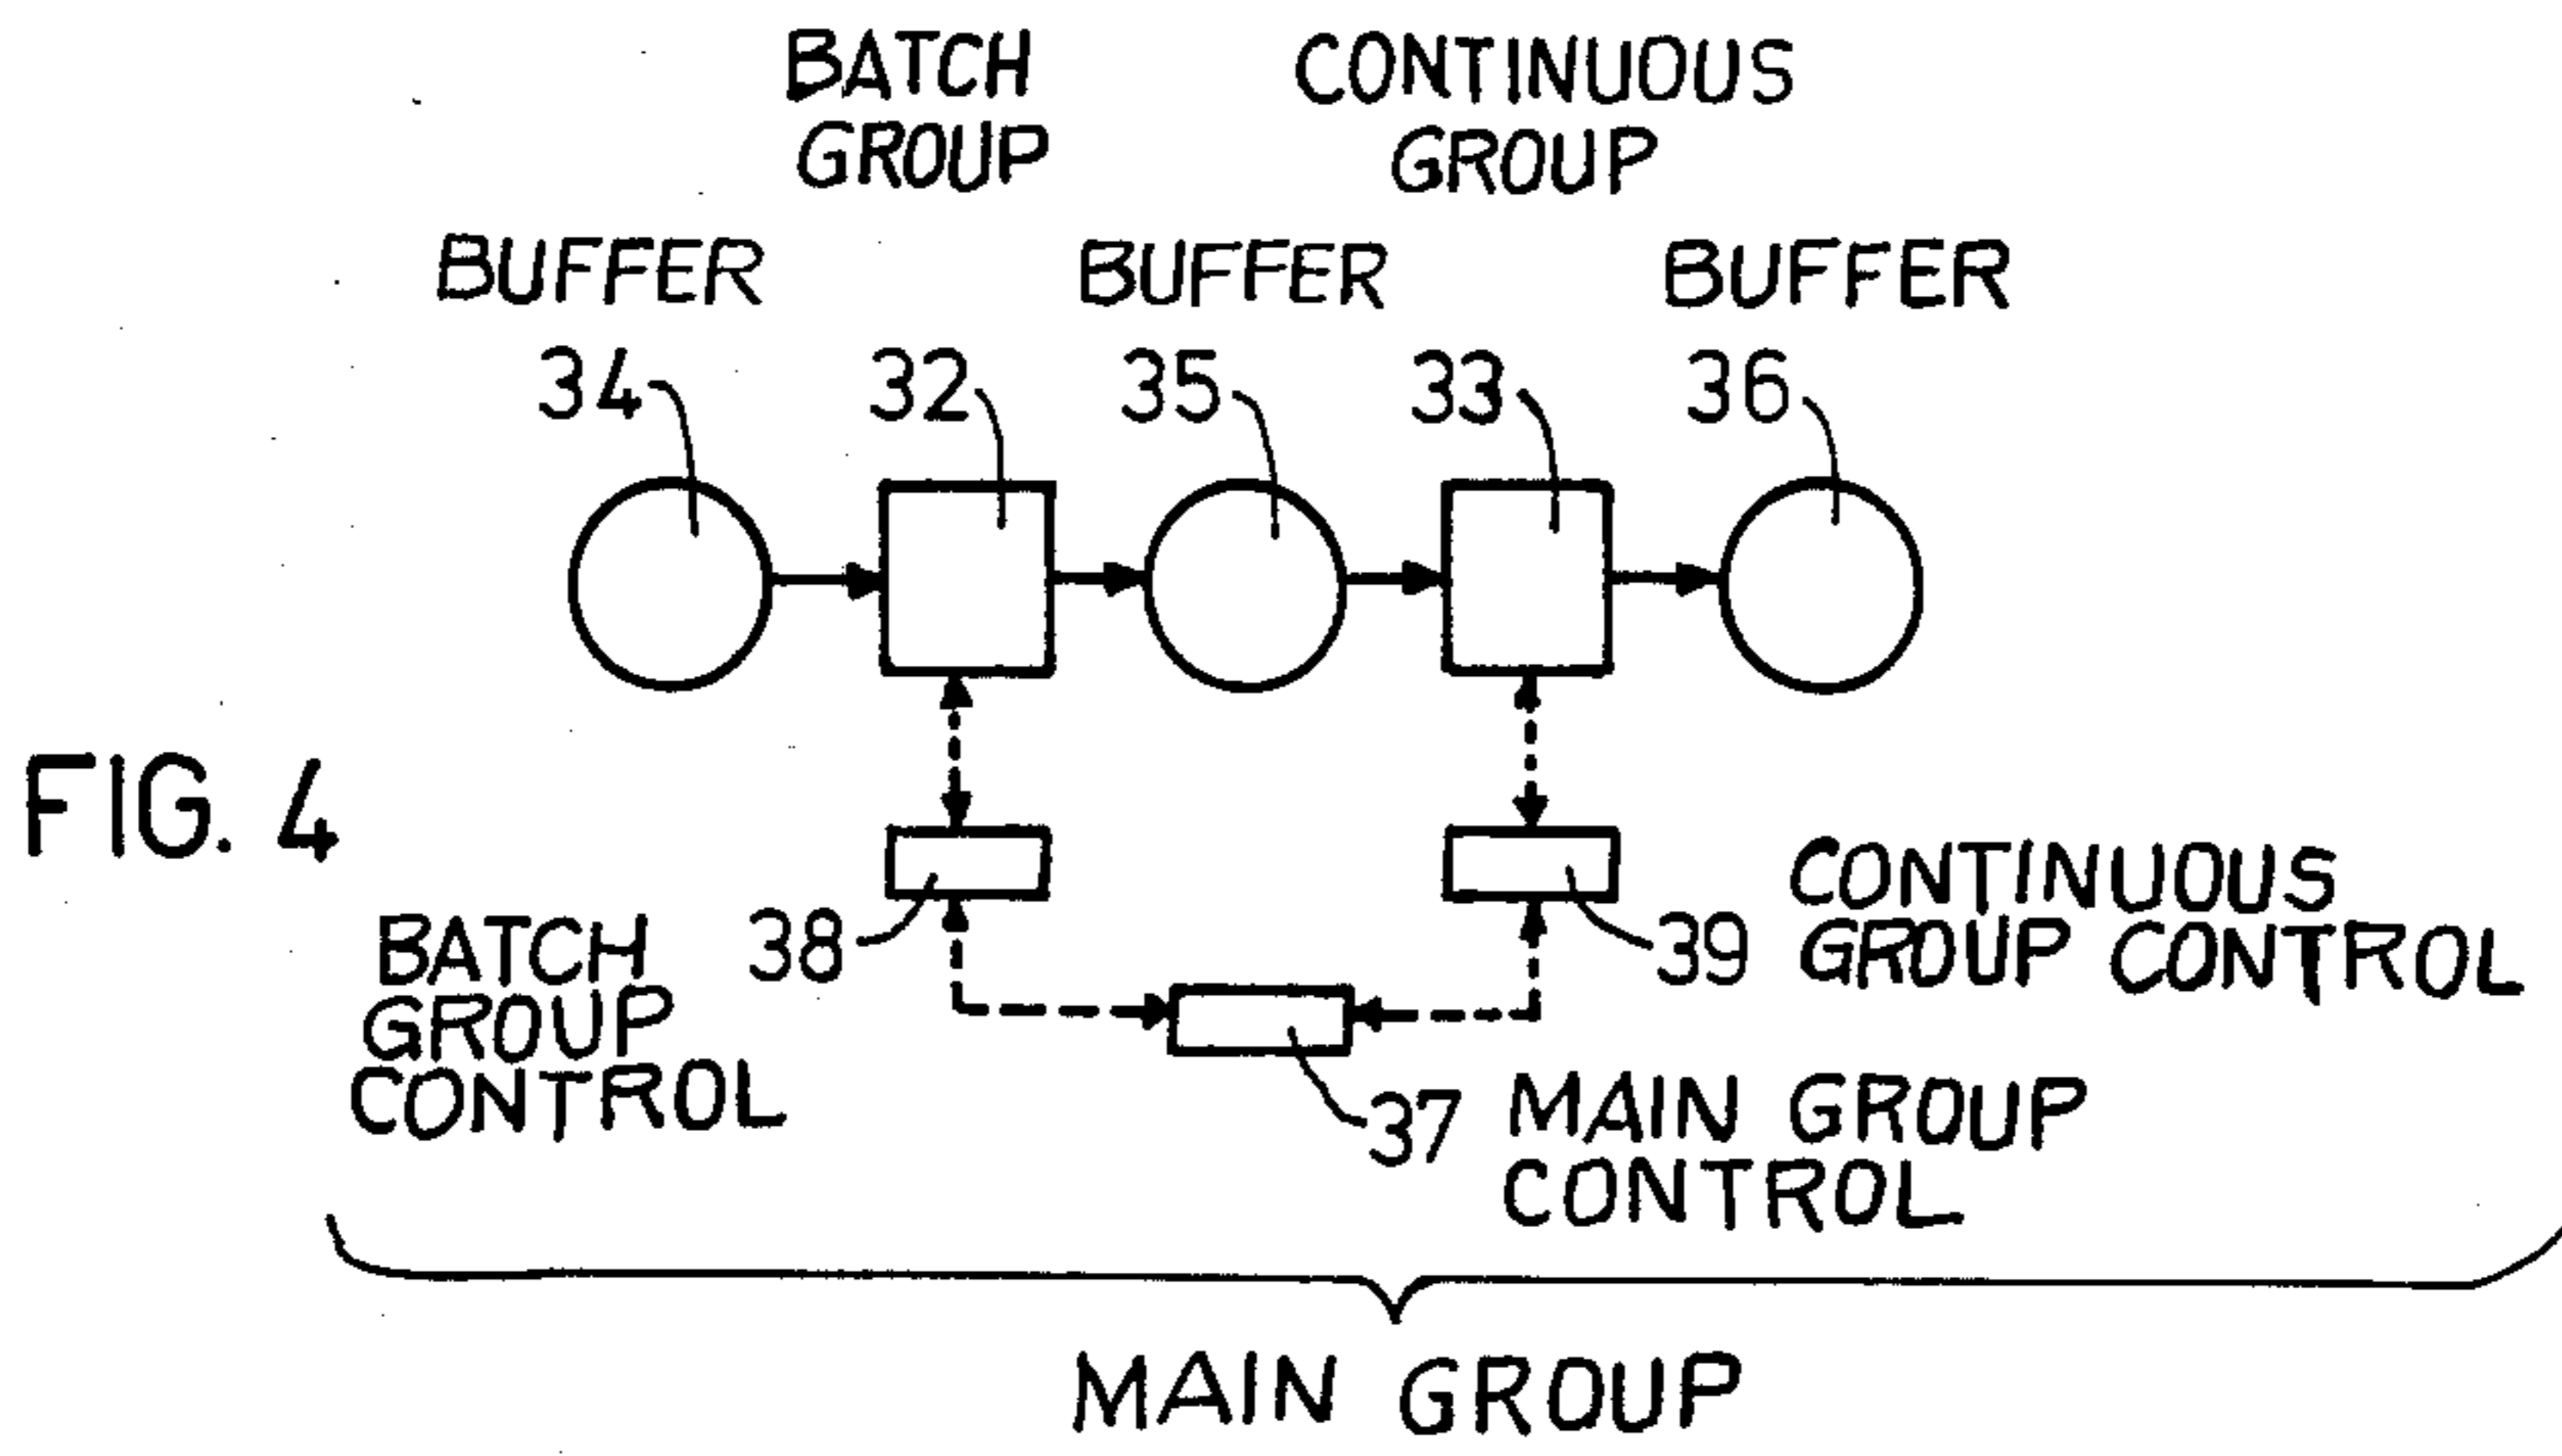 BATCH
GROUP
CONTINUOUS
GROUP
BUFFER
BUFFER
BUFFER
34
32
35
33
36
FIG. 4
BATCH
GROUP
CONTROL
38
39
CONTINUOUS
GROUP CONTROL
37
MAIN GROUP
CONTROL
MAIN GROUP